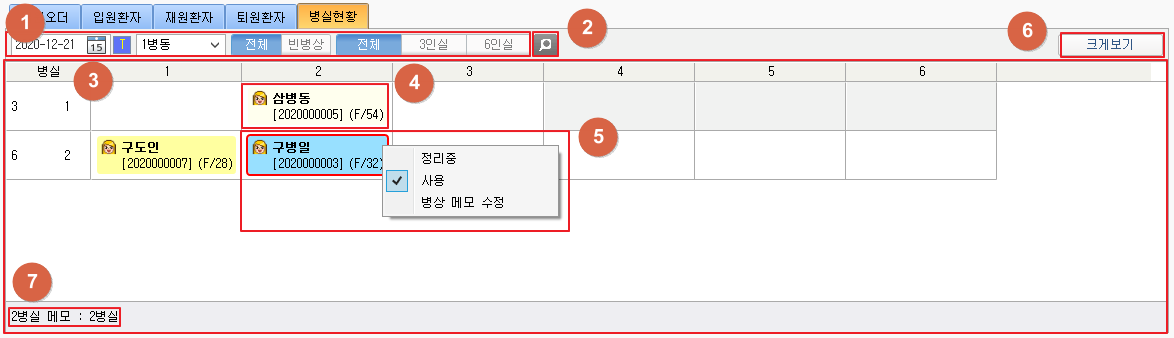 오더 입원환자 재원환자 퇴원환자 병실현황
1 2 6
2020-12-21 15 T 1병동 전체 빈병상 전체 3인실 6인실 크게보기
병실 1 2 3 4 5 6
3 4
3 1 삼병동
[2020000005] (F/54)
5
6 2 구도인 구병일
[2020000007] (F/28) [2020000003] (F/32)
정리중
사용
병상 메모 수정
7
2병실 메모 : 2병실